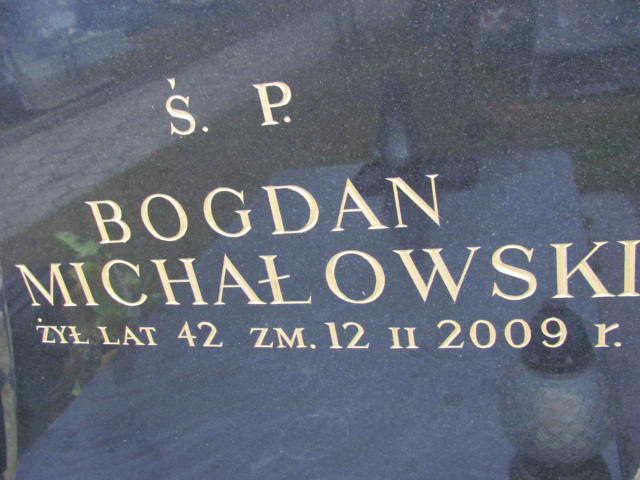 Ś. P.
BOGDAN
MICHAŁOWSKI
ŻYŁ LAT 42 ZM. 12 II 2009 r.